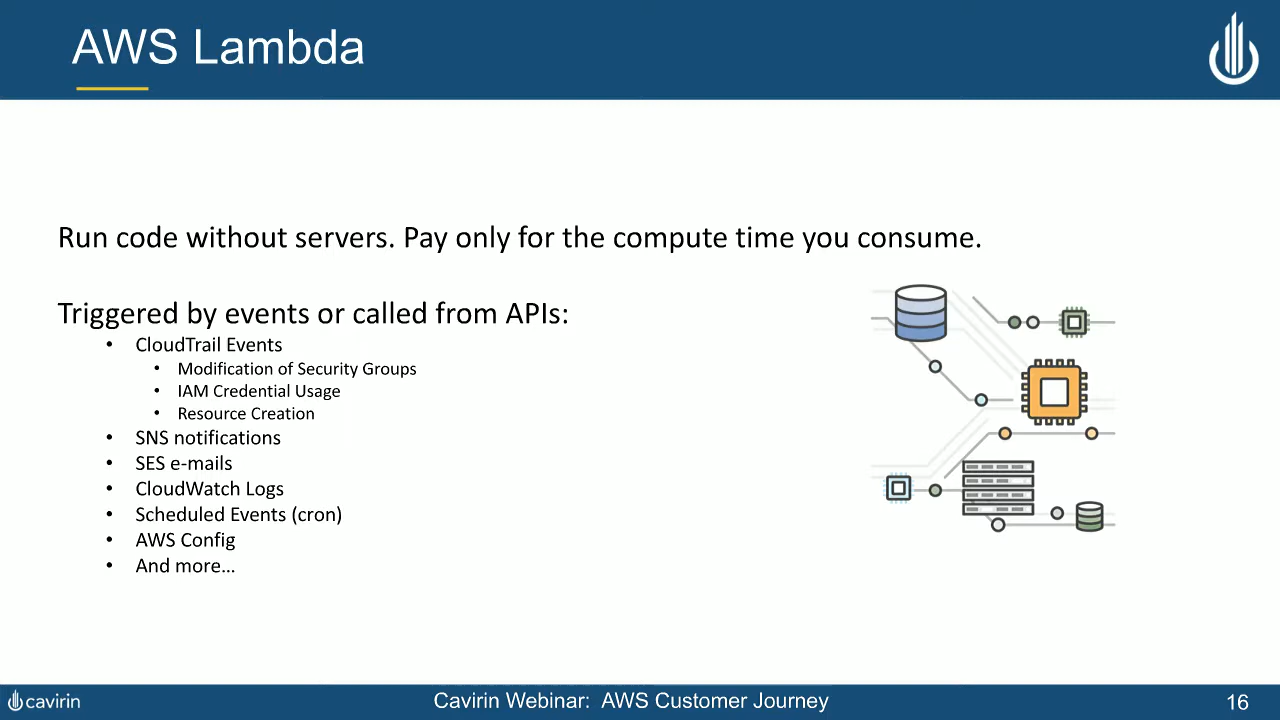 AWS Lambda
Run code without servers. Pay only for the compute time you consume.
Triggered by events or called from APIs:
• CloudTrail Events
• Modification of Security Groups
• IAM Credential Usage
• Resource Creation
• SNS notifications
• SES e-mails
• CloudWatch Logs
• Scheduled Events (cron)
• AWS Config
• And more…
cavirin
Cavirin Webinar: AWS Customer Journey
16